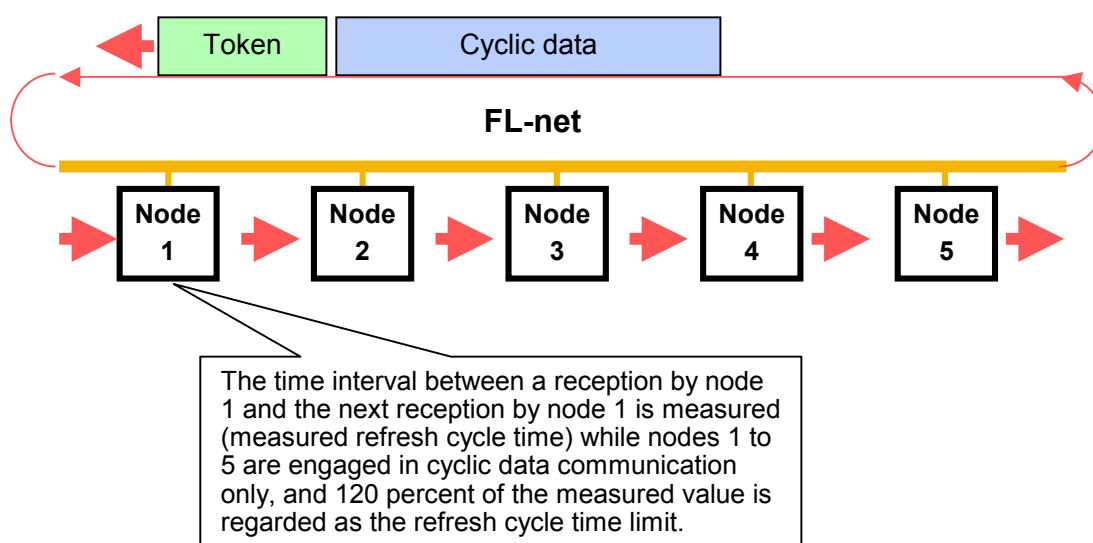 Token
Cyclic data
FL-net
Node
1
Node
2
Node
3
Node
4
Node
5
The time interval between a reception by node
1 and the next reception by node 1 is measured
(measured refresh cycle time) while nodes 1 to
5 are engaged in cyclic data communication
only, and 120 percent of the measured value is
regarded as the refresh cycle time limit.